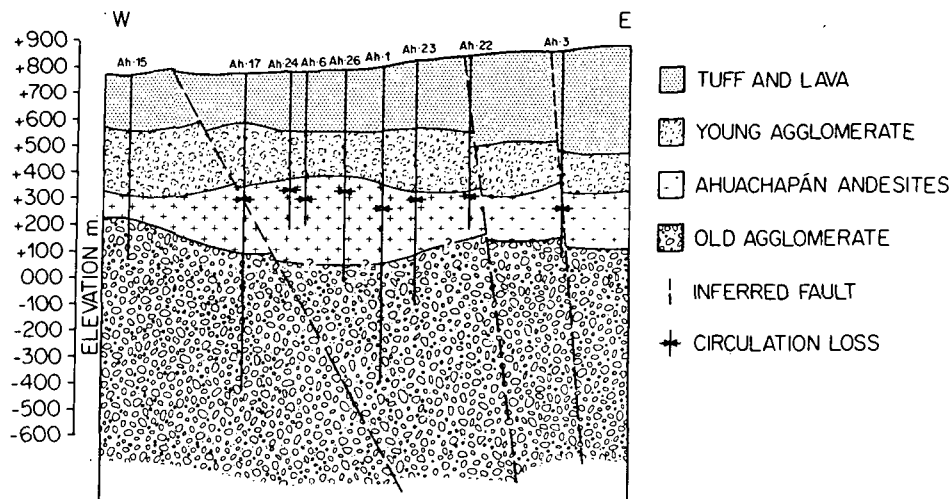 W
E
+900
+800
+700
+600
+500
+400
+300
+200
+100
000
-100
-200
-300
-400
-500
-600
ELEVATION m.
Ah-15
Ah-17
Ah-24
Ah-6
Ah-26
Ah-1
Ah-23
Ah-22
Ah-3
TUFF AND LAVA
YOUNG AGGLOMERATE
AHUACHAPÁN ANDESITES
OLD AGGLOMERATE
INFERRED FAULT
CIRCULATION LOSS